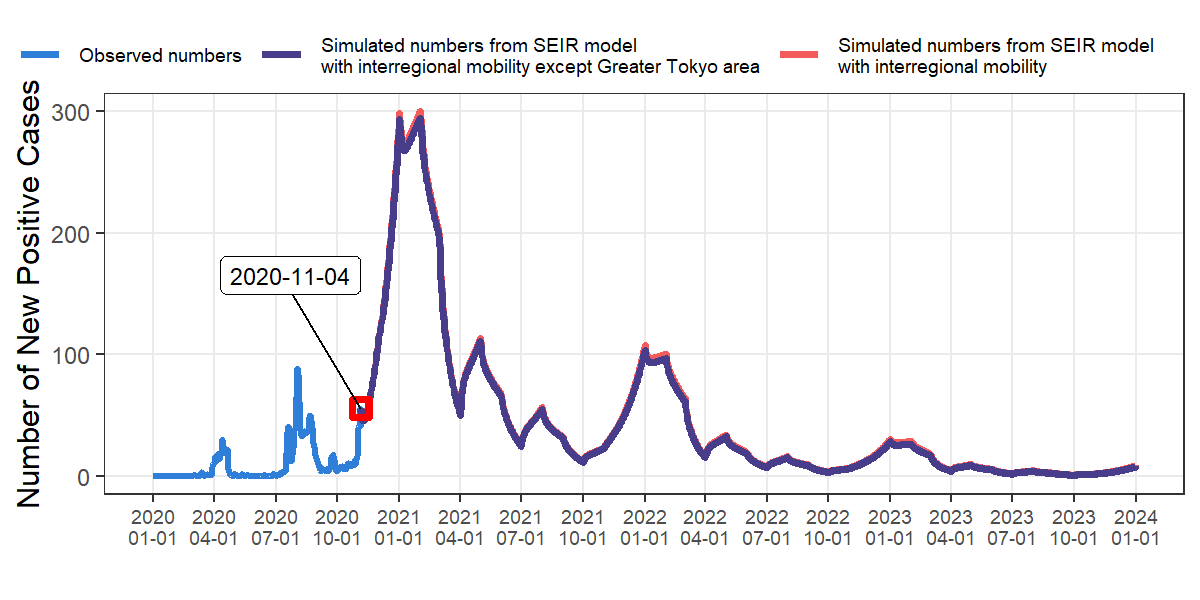 Observed numbers
Simulated numbers from SEIR model
with interregional mobility except Greater Tokyo area
Simulated numbers from SEIR model
with interregional mobility
Number of New Positive Cases
300
200
100
0
2020-11-04
2020 2020 2020 2020 2021 2021 2021 2021 2022 2022 2022 2022 2023 2023 2023 2023 2024
01-01 04-01 07-01 10-01 01-01 04-01 07-01 10-01 01-01 04-01 07-01 10-01 01-01 04-01 07-01 10-01 01-01